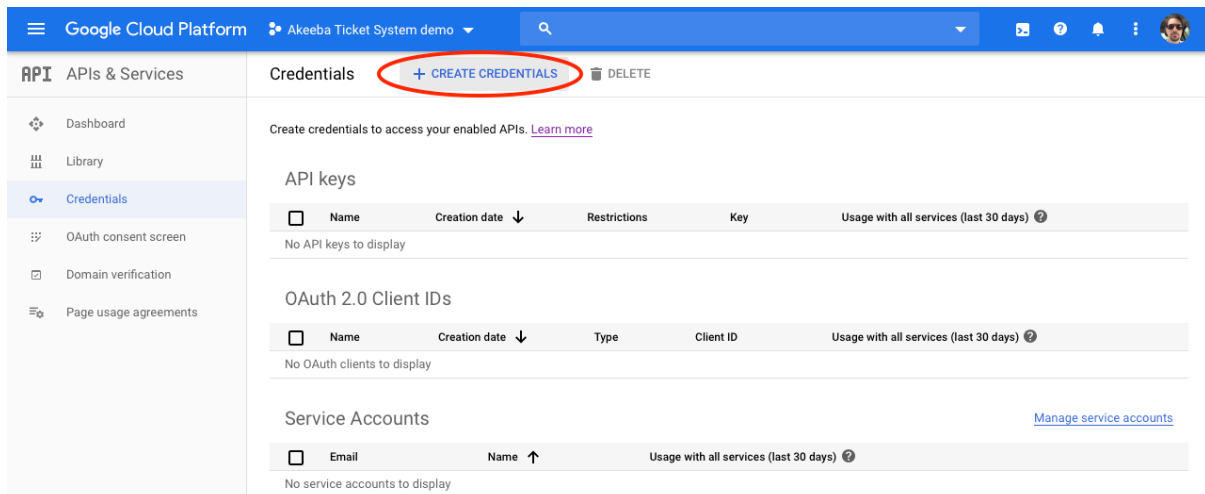 Google Cloud Platform
Akeeba Ticket System demo
API APIs & Services
Credentials
+ CREATE CREDENTIALS
DELETE
Dashboard
Library
Credentials
OAuth consent screen
Domain verification
Page usage agreements
Create credentials to access your enabled APIs. Learn more
API keys
Name Creation date Restrictions Key Usage with all services (last 30 days)
No API keys to display
OAuth 2.0 Client IDs
Name Creation date Type Client ID Usage with all services (last 30 days)
No OAuth clients to display
Service Accounts
Manage service accounts
Email Name Usage with all services (last 30 days)
No service accounts to display